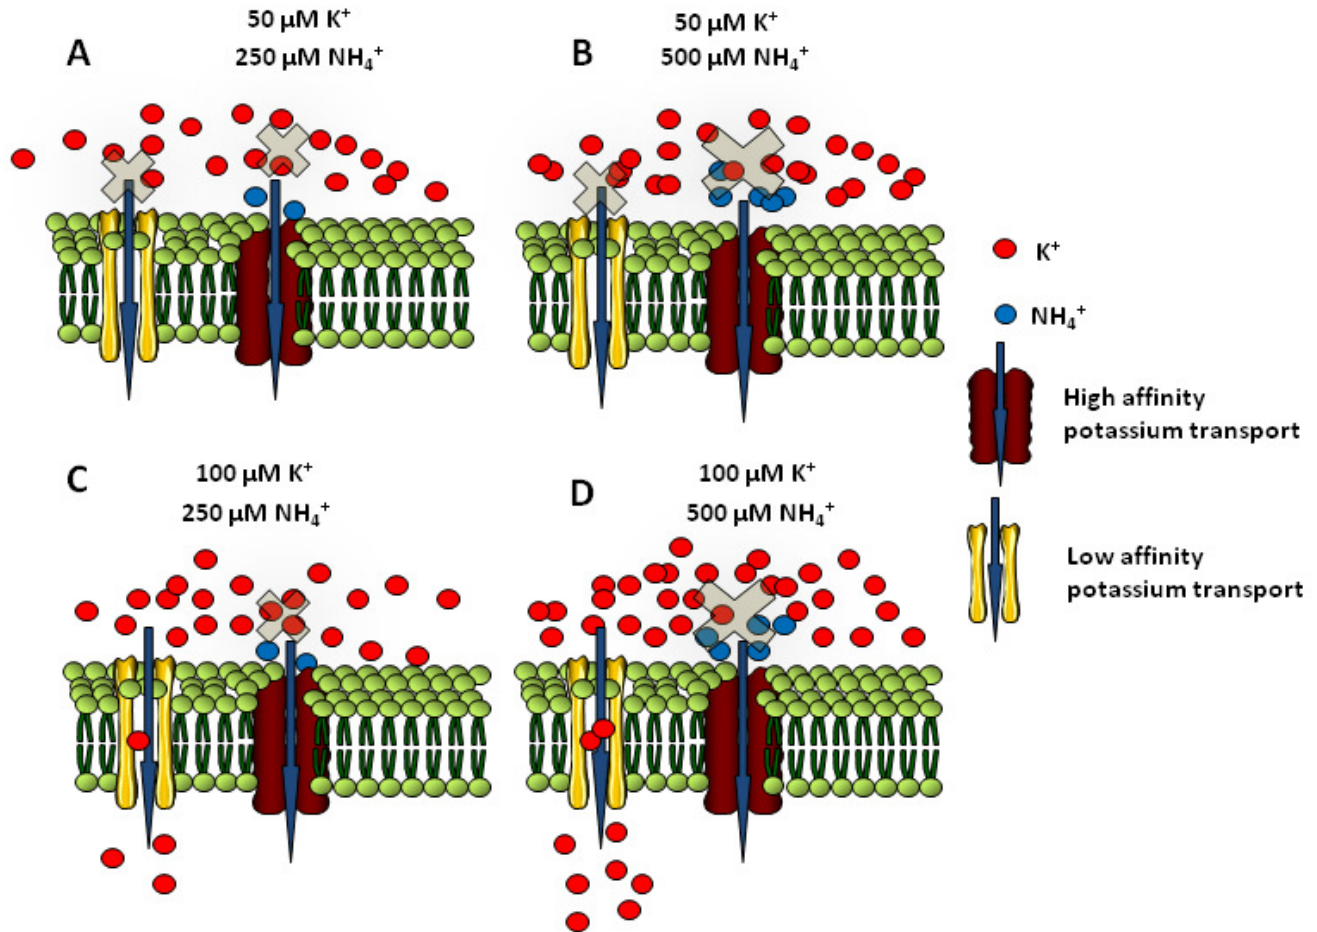 A
50 µM K⁺
250 µM NH₄⁺
B
50 µM K⁺
500 µM NH₄⁺
K⁺
NH₄⁺
High affinity
potassium transport
Low affinity
potassium transport
C
100 µM K⁺
250 µM NH₄⁺
D
100 µM K⁺
500 µM NH₄⁺